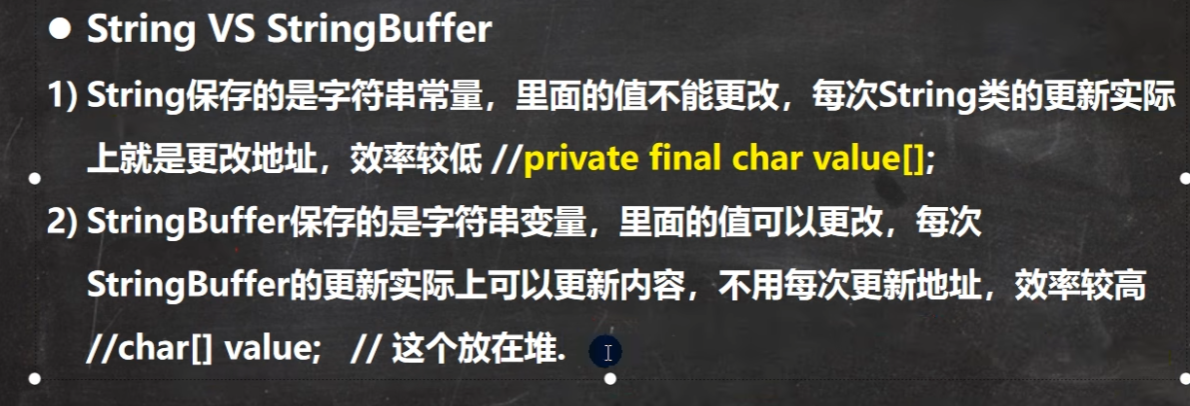 ● String VS StringBuffer
1) String保存的是字符串常量，里面的值不能更改，每次String类的更新实际
上就是更改地址，效率较低 //private final char value[];
2) StringBuffer保存的是字符串变量，里面的值可以更改，每次
StringBuffer的更新实际上可以更新内容，不用每次更新地址，效率较高
//char[] value; // 这个放在堆.